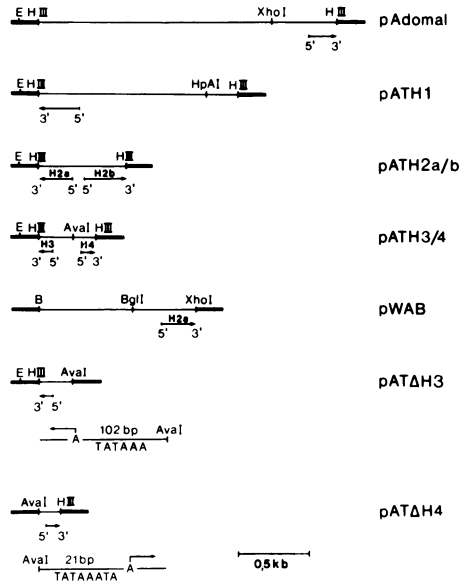 E HIII XhoI HIII pAdomal
5' 3'
E HIII HpAI HIII pATH1
3' 5'
E HIII HIII pATH2a/b
H2a H2b
3' 5' 5' 3'
E HIII AvaI HIII pATH3/4
H3 H4
3' 5' 5' 3'
B BglI XhoI pWAB
H2a
5' 3'
E HIII AvaI pATΔH3
3' 5'
102 bp AvaI
A
TATAAA
AvaI HIII pATΔH4
5' 3'
AvaI 21bp A
TATAAATA
0,5kb